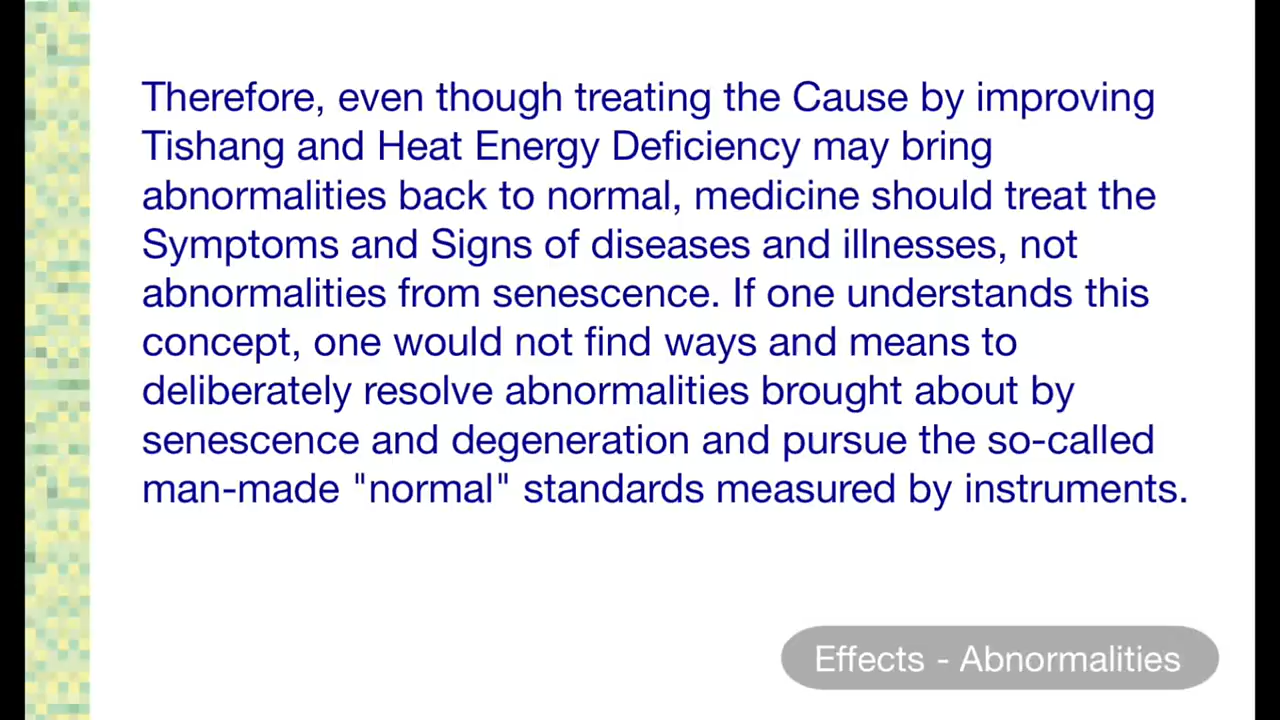 Therefore, even though treating the Cause by improving
Tishang and Heat Energy Deficiency may bring
abnormalities back to normal, medicine should treat the
Symptoms and Signs of diseases and illnesses, not
abnormalities from senescence. If one understands this
concept, one would not find ways and means to
deliberately resolve abnormalities brought about by
senescence and degeneration and pursue the so-called
man-made "normal" standards measured by instruments.
Effects - Abnormalities